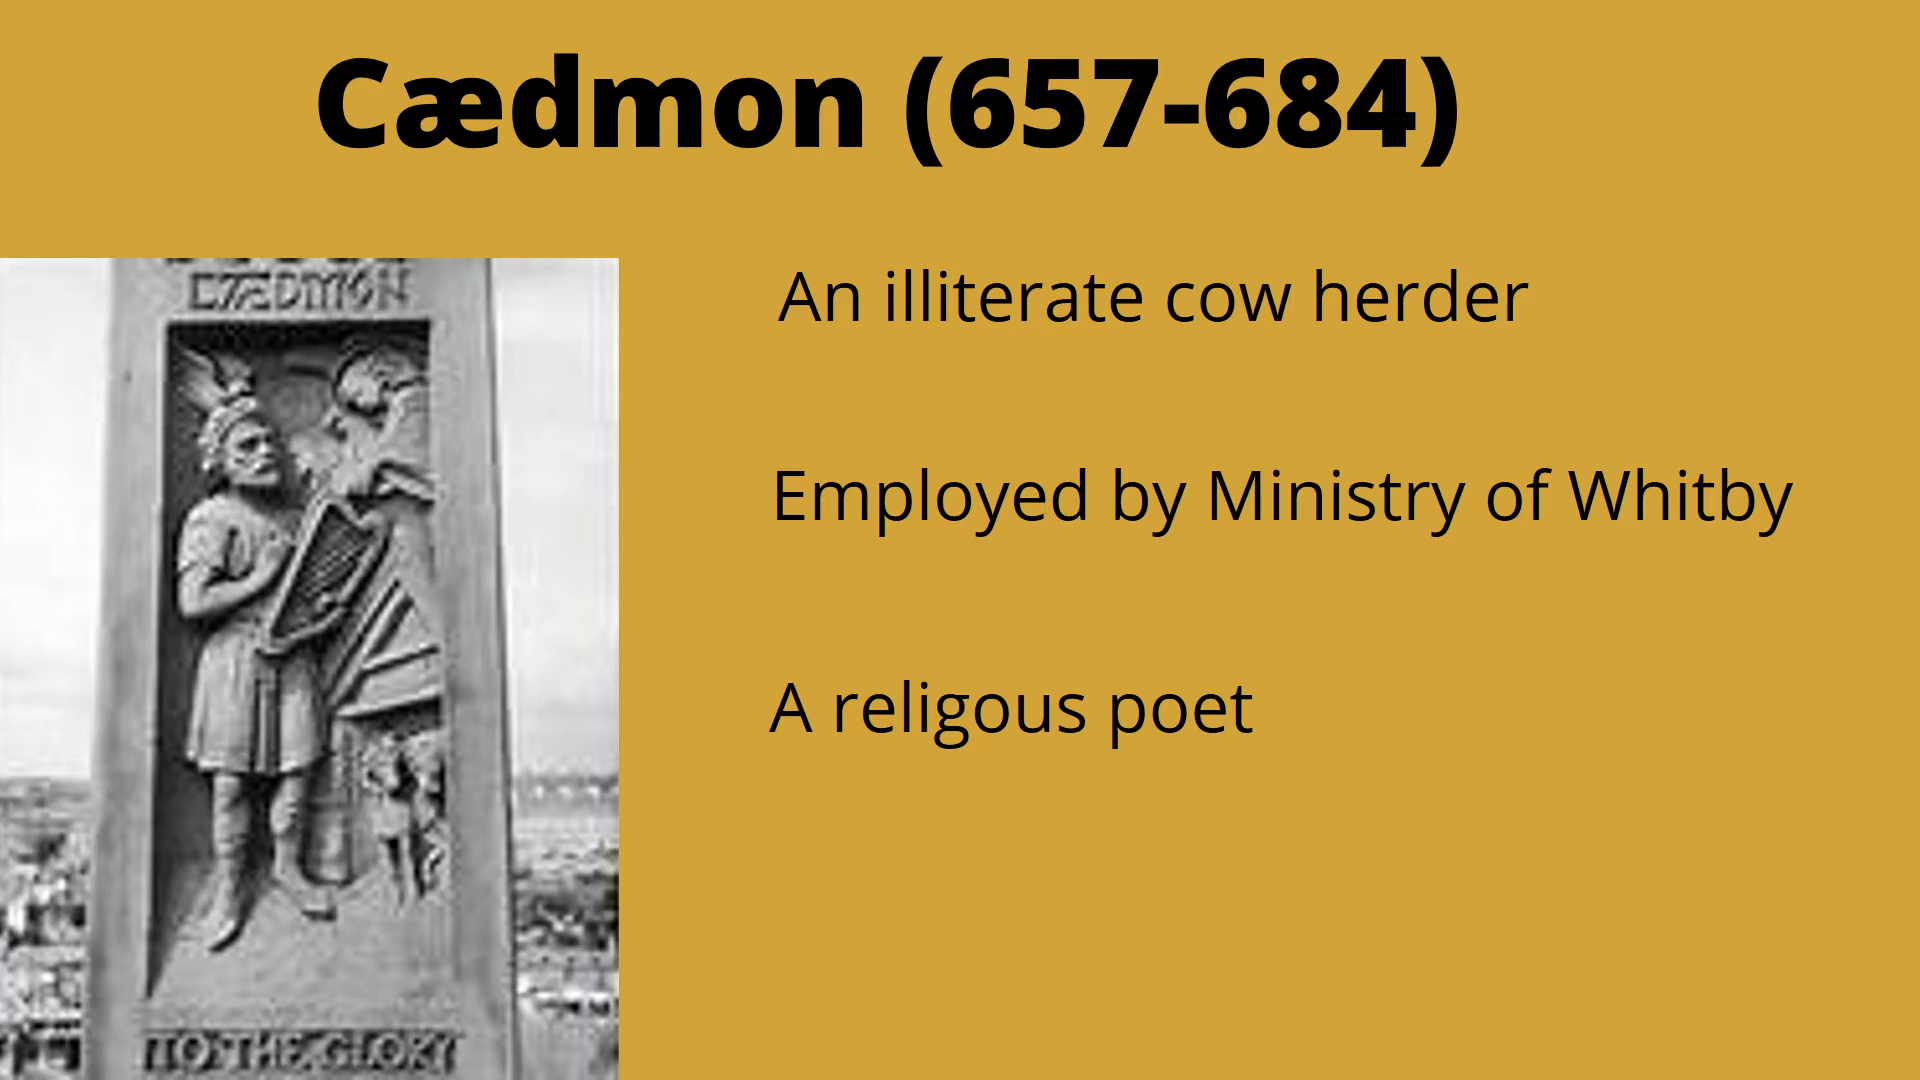 Cædmon (657-684)
CÆDMON
An illiterate cow herder
Employed by Ministry of Whitby
A religous poet
TO THE GLORY